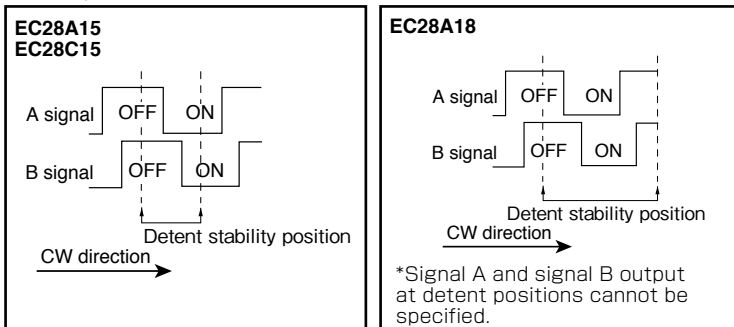 EC28A15
EC28C15
A signal OFF ON
B signal OFF ON
Detent stability position
CW direction
EC28A18
A signal OFF ON
B signal OFF ON
Detent stability position
CW direction
*Signal A and signal B output
at detent positions cannot be
specified.